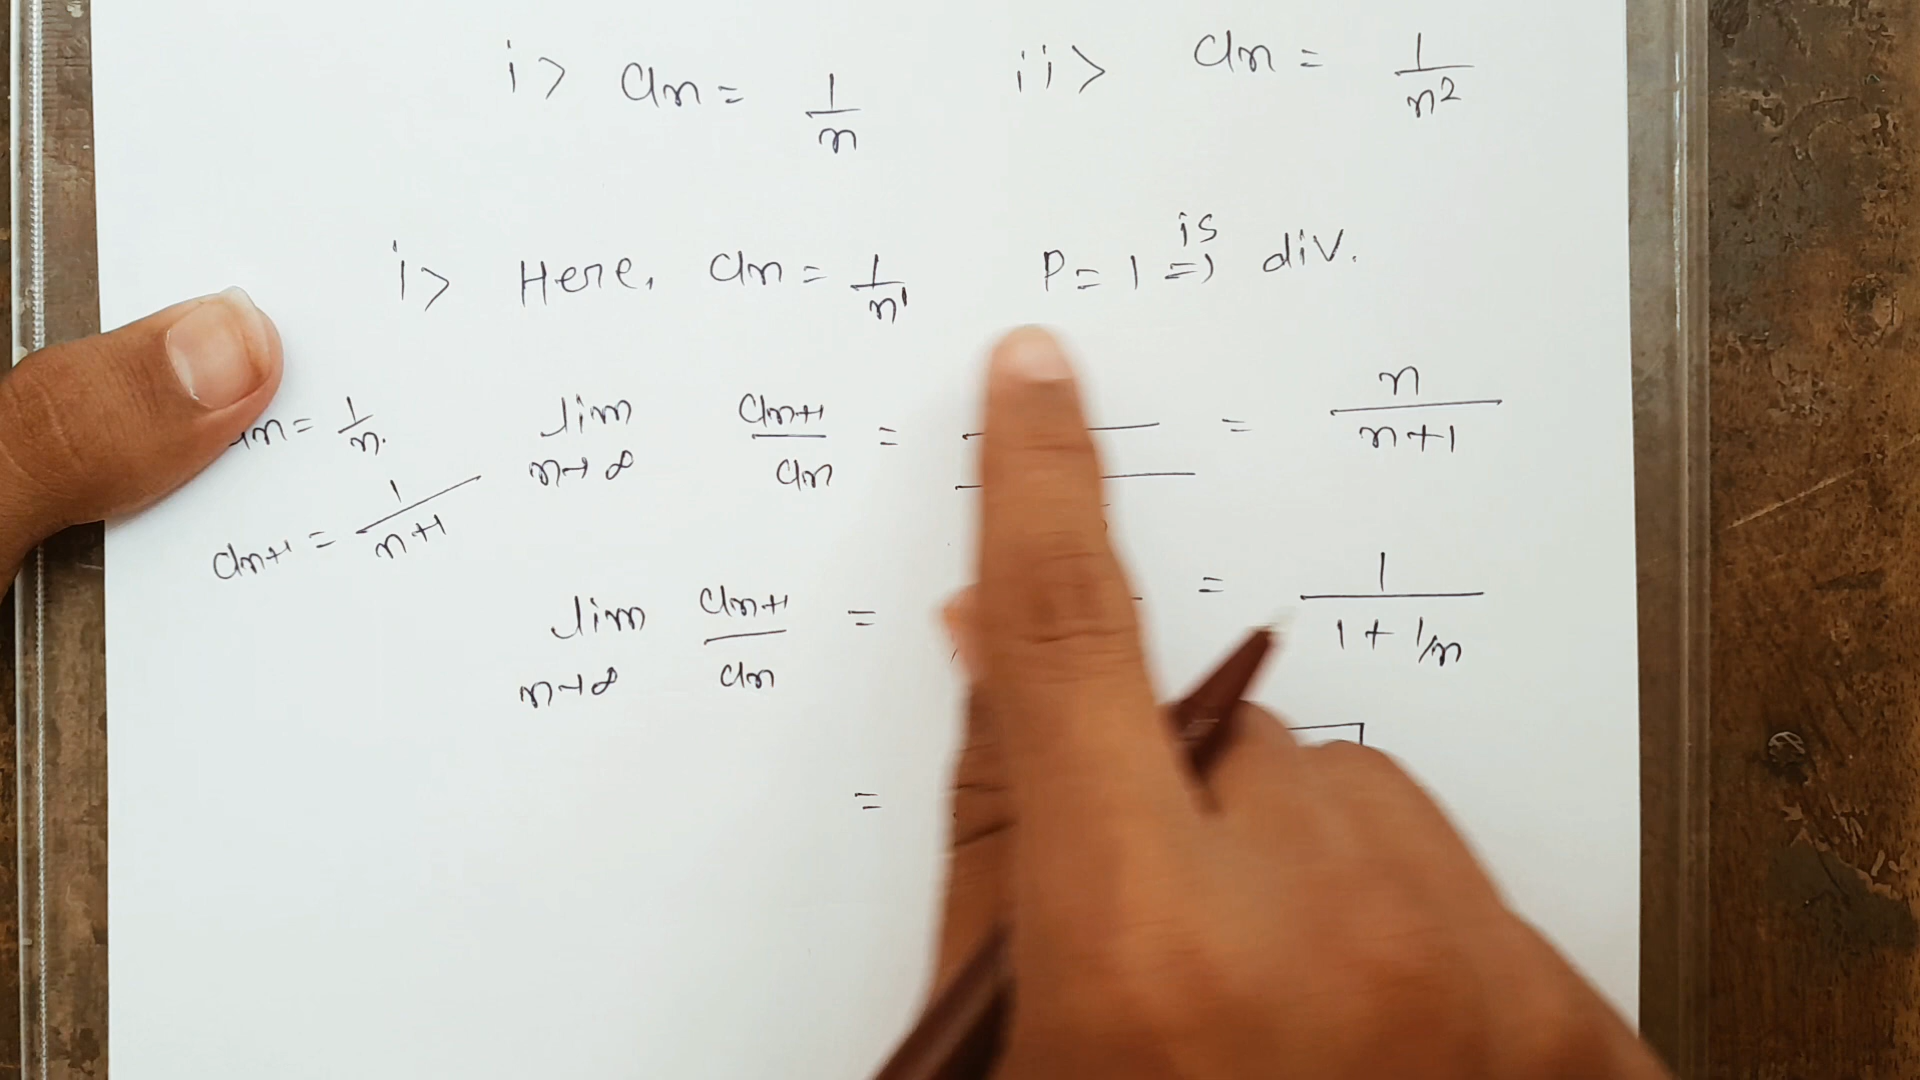 i> an = 1/n ii> an = 1/n²
i> Here, an = 1/n¹ P = 1 is => div.
an = 1/n.
lim n→∞ an+1/an = = n/n+1
an+1 = 1/n+1
lim n→∞ an+1/an = = 1/1 + 1/n
=